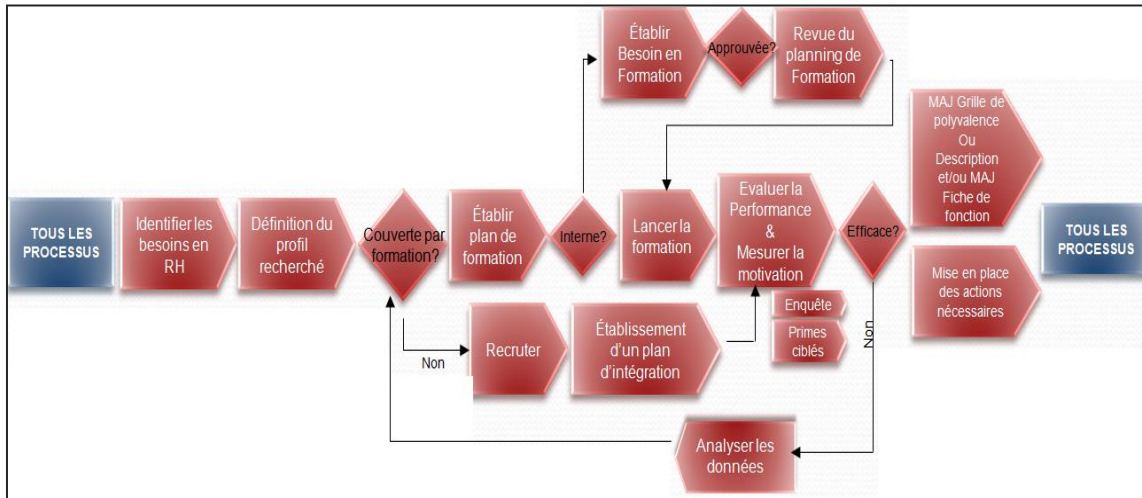 Établir
Besoin en
Formation
Approuvée?
Revue du
planning de
Formation
TOUS LES
PROCESSUS
Identifier les
besoins en
RH
Définition du
profil
recherché
Couverte par
formation?
Établir
plan de
formation
Interne?
Lancer la
formation
Evaluer la
Performance
&
Mesurer la
motivation
Efficace?
MAJ Grille de
polyvalence
Ou
Description
et/ou MAJ
Fiche de
fonction
TOUS LES
PROCESSUS
Mise en place
des actions
nécessaires
Enquête
Primes
ciblés
Non
Non
Recruter
Établissement
d'un plan
d'intégration
Analyser les
données